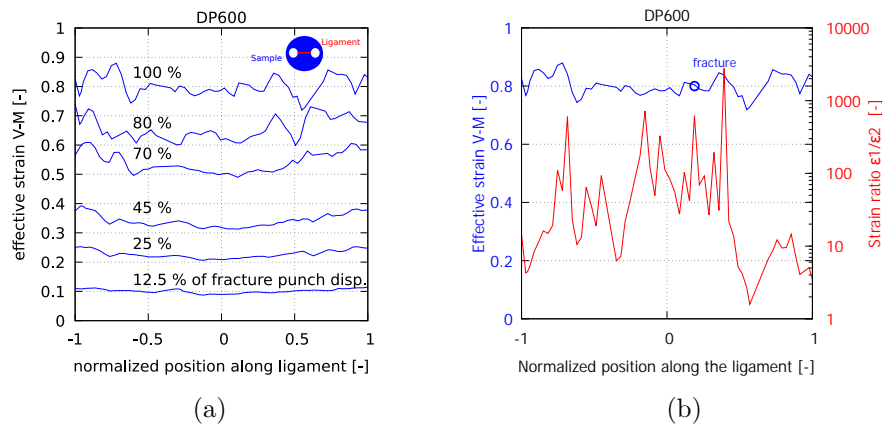 DP600
effective strain V-M [-]
1
0.9
0.8
0.7
0.6
0.5
0.4
0.3
0.2
0.1
0
Ligament
Sample
100 %
80 %
70 %
45 %
25 %
12.5 % of fracture punch disp.
-1 -0.5 0 0.5 1
normalized position along ligament [-]
(a)
DP600
Effective strain V-M [-]
1
0.8
0.6
0.4
0.2
0
fracture
10000
1000
100
10
1
Strain ratio ε1/ε2 [-]
-1 -0.5 0 0.5 1
Normalized position along the ligament [-]
(b)